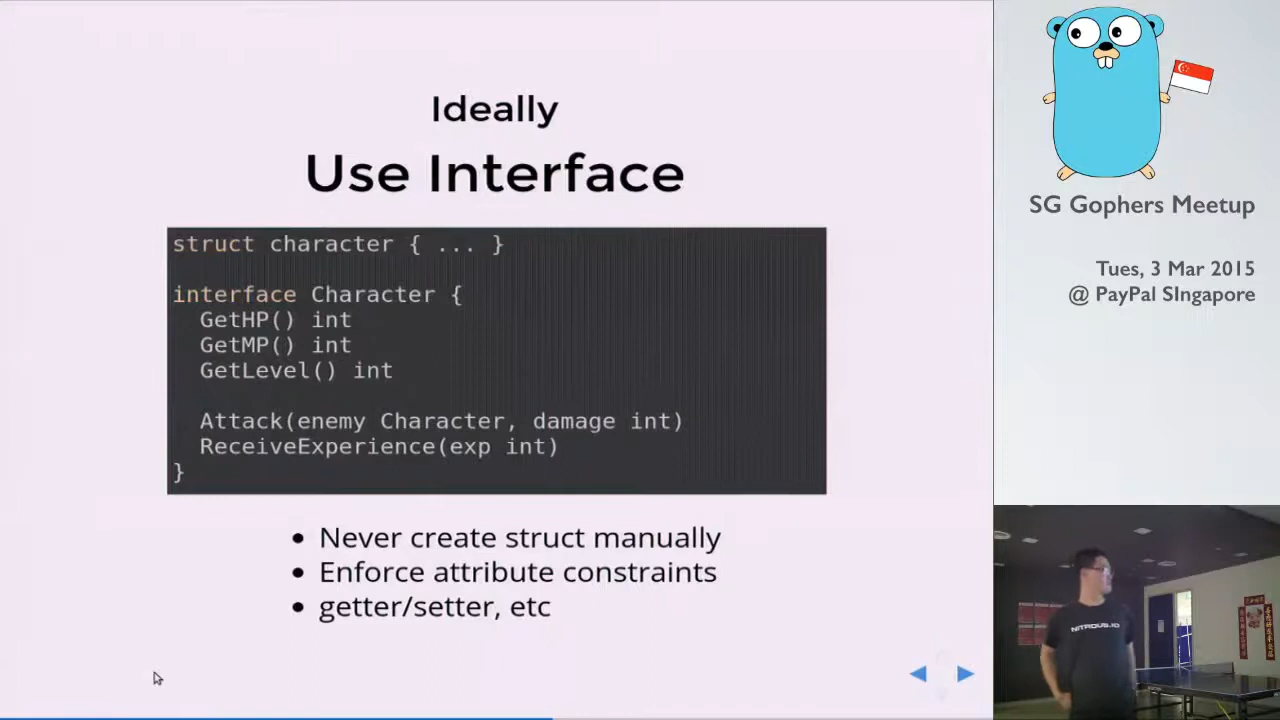 Ideally
Use Interface
struct character { ... }
interface Character {
GetHP() int
GetMP() int
GetLevel() int
Attack(enemy Character, damage int)
ReceiveExperience(exp int)
}
• Never create struct manually
• Enforce attribute constraints
• getter/setter, etc
SG Gophers Meetup
Tues, 3 Mar 2015
@ PayPal SIngapore
NITROUS.IO